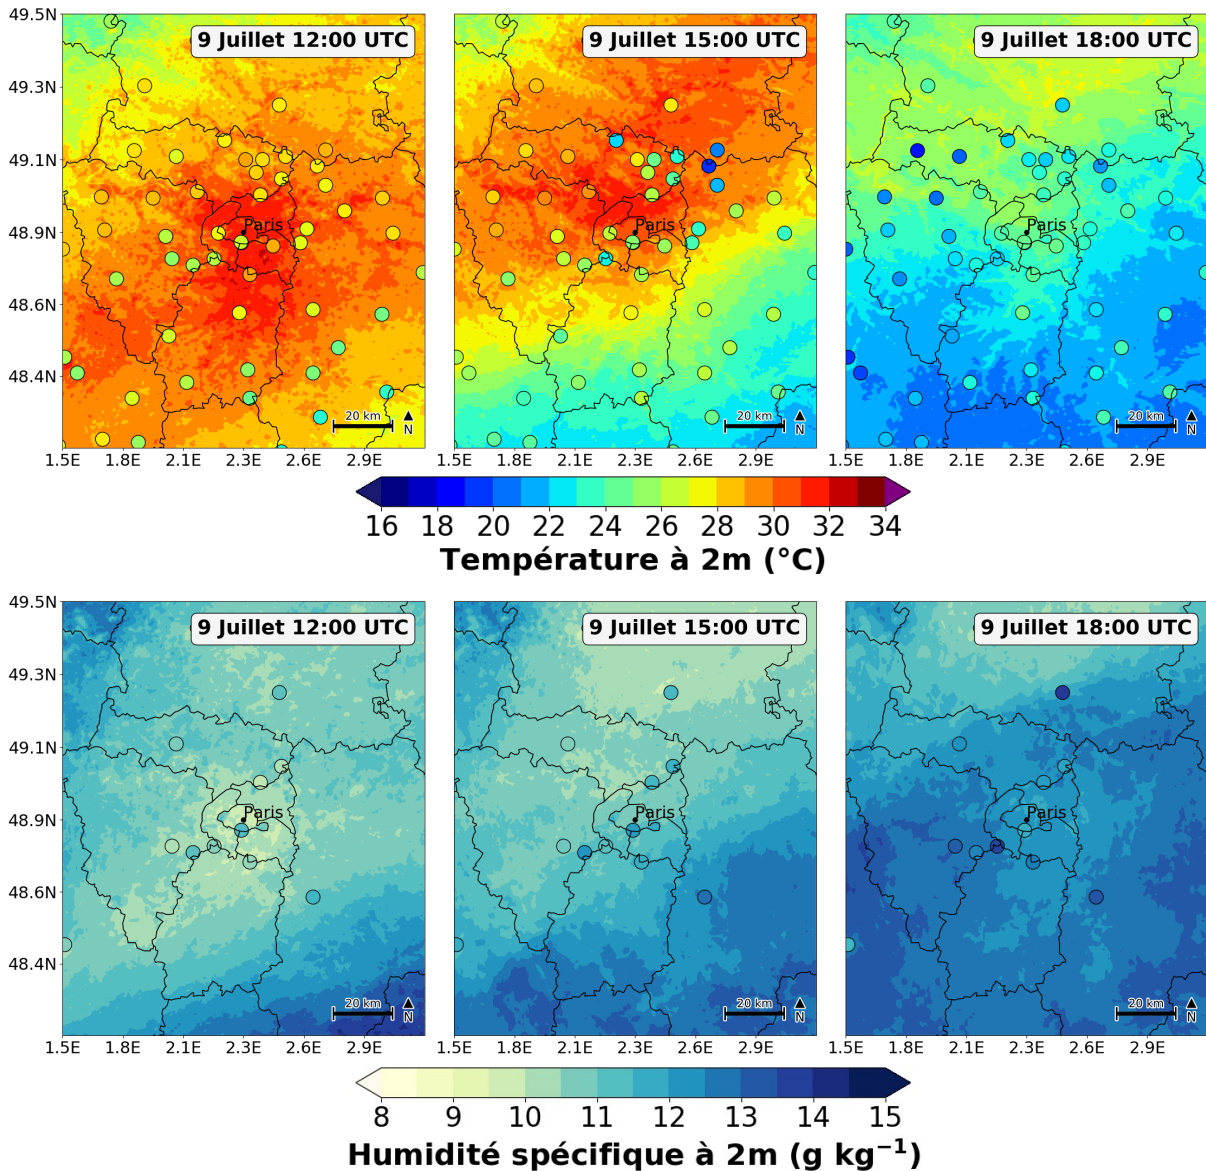 9 Juillet 12:00 UTC
9 Juillet 15:00 UTC
9 Juillet 18:00 UTC
49.5N
49.3N
49.1N
48.9N
48.6N
48.4N
Paris
Paris
Paris
20 km
N
20 km
N
20 km
N
1.5E 1.8E 2.1E 2.3E 2.6E 2.9E
1.5E 1.8E 2.1E 2.3E 2.6E 2.9E
1.5E 1.8E 2.1E 2.3E 2.6E 2.9E
16 18 20 22 24 26 28 30 32 34
Température à 2m (°C)
9 Juillet 12:00 UTC
9 Juillet 15:00 UTC
9 Juillet 18:00 UTC
49.5N
49.3N
49.1N
48.9N
48.6N
48.4N
Paris
Paris
Paris
20 km
N
20 km
N
20 km
N
1.5E 1.8E 2.1E 2.3E 2.6E 2.9E
1.5E 1.8E 2.1E 2.3E 2.6E 2.9E
1.5E 1.8E 2.1E 2.3E 2.6E 2.9E
8 9 10 11 12 13 14 15
Humidité spécifique à 2m (g kg⁻¹)